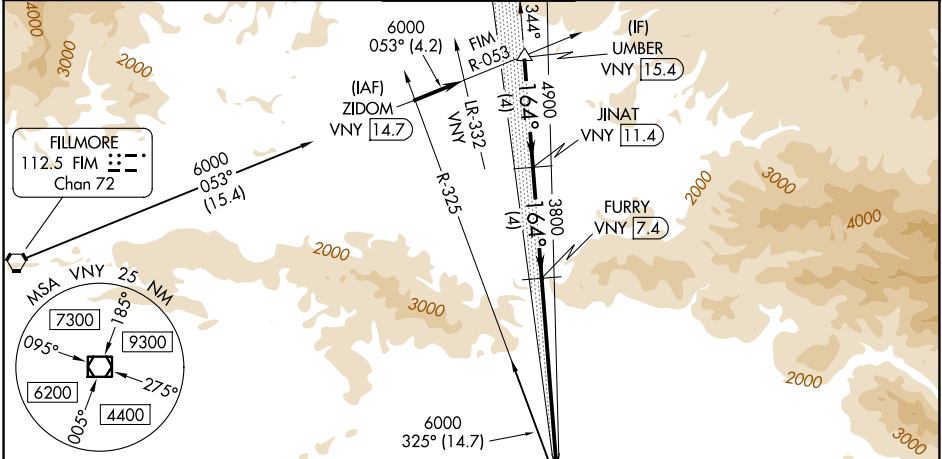 4000
3000
2000
6000
053° (4.2)
FIM
R-053
344°
(IF)
UMBER
VNY 15.4
(IAF)
ZIDOM
VNY 14.7
LR-332
VNY
R-325
(4)
164°
4900
JINAT
VNY 11.4
FILLMORE
112.5 FIM
Chan 72
6000
053°
(15.4)
(4)
164°
3800
FURRY
VNY 7.4
2000
3000
4000
2000
3000
MSA VNY 25 NM
7300
185°
095°
9300
6200
275°
005°
4400
6000
325° (14.7)
2000
3000